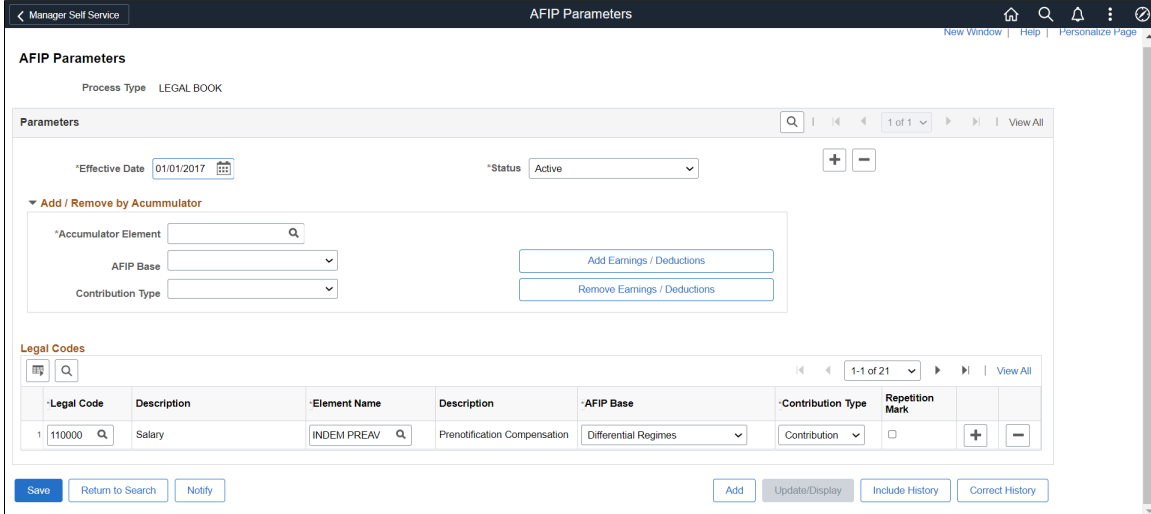 Manager Self Service
AFIP Parameters
New Window | Help | Personalize Page
AFIP Parameters
Process Type LEGAL BOOK
Parameters
1 of 1
View All
*Effective Date 01/01/2017
*Status Active
Add / Remove by Acummulator
*Accumulator Element
AFIP Base
Add Earnings / Deductions
Contribution Type
Remove Earnings / Deductions
Legal Codes
1-1 of 21
View All
*Legal Code Description *Element Name Description *AFIP Base *Contribution Type Repetition Mark
1 110000 Salary INDEM PREAV Prenotification Compensation Differential Regimes Contribution
Save Return to Search Notify Add Update/Display Include History Correct History